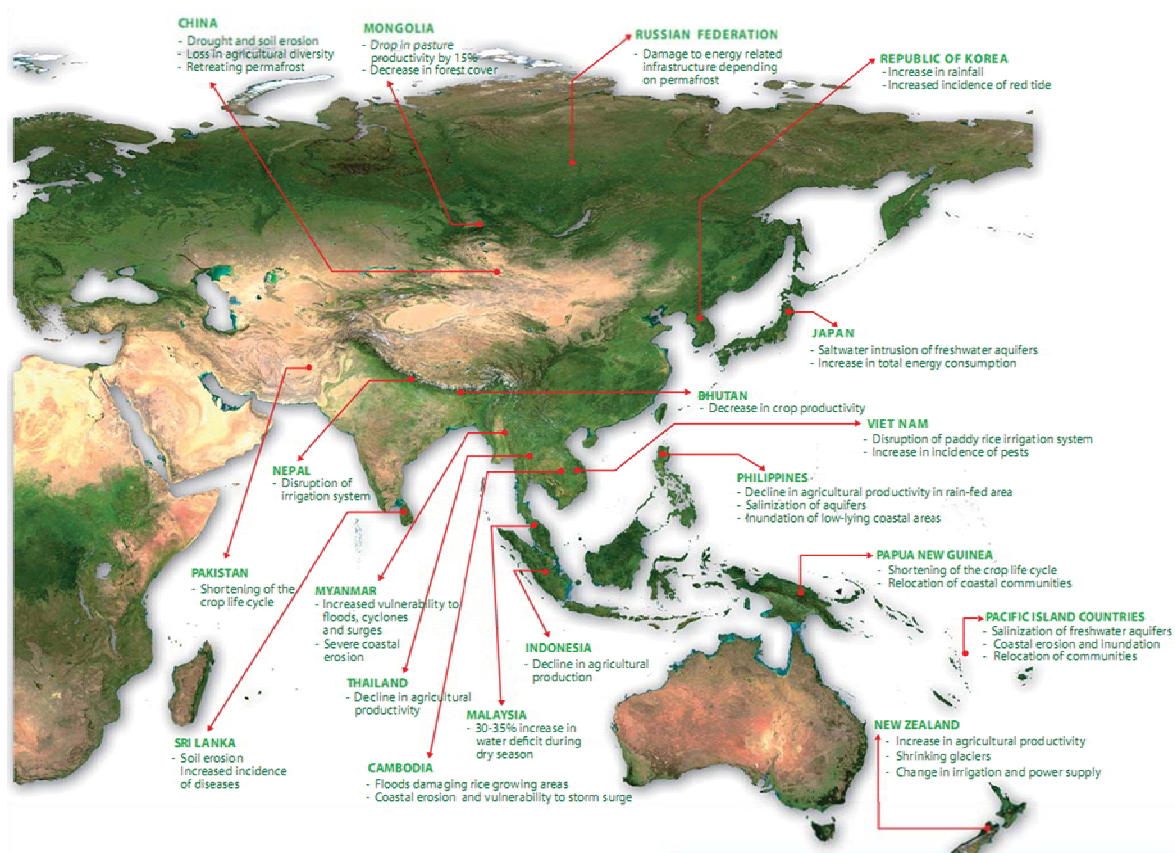 CHINA
- Drought and soil erosion
- Loss in agricultural diversity
- Retreating permafrost
MONGOLIA
- Drop in pasture
productivity by 15%
- Decrease in forest cover
RUSSIAN FEDERATION
- Damage to energy related
infrastructure depending
on permafrost
REPUBLIC OF KOREA
- Increase in rainfall
- Increased incidence of red tide
JAPAN
- Saltwater intrusion of freshwater aquifers
- Increase in total energy consumption
BHUTAN
- Decrease in crop productivity
VIET NAM
- Disruption of paddy rice irrigation system
- Increase in incidence of pests
NEPAL
- Disruption of
irrigation system
PHILIPPINES
- Decline in agricultural productivity in rain-fed area
- Salinization of aquifers
- Inundation of low-lying coastal areas
PAKISTAN
- Shortening of the
crop life cycle
MYANMAR
- Increased vulnerability to
floods, cyclones
and surges
- Severe coastal
erosion
PAPUA NEW GUINEA
- Shortening of the crop life cycle
- Relocation of coastal communities
PACIFIC ISLAND COUNTRIES
- Salinization of freshwater aquifers
- Coastal erosion and inundation
- Relocation of communities
INDONESIA
- Decline in agricultural
production
THAILAND
- Decline in agricultural
productivity
MALAYSIA
- 30-35% increase in
water deficit during
dry season
SRI LANKA
- Soil erosion
Increased incidence
of diseases
CAMBODIA
- Floods damaging rice growing areas
- Coastal erosion and vulnerability to storm surge
NEW ZEALAND
- Increase in agricultural productivity
- Shrinking glaciers
- Change in irrigation and power supply